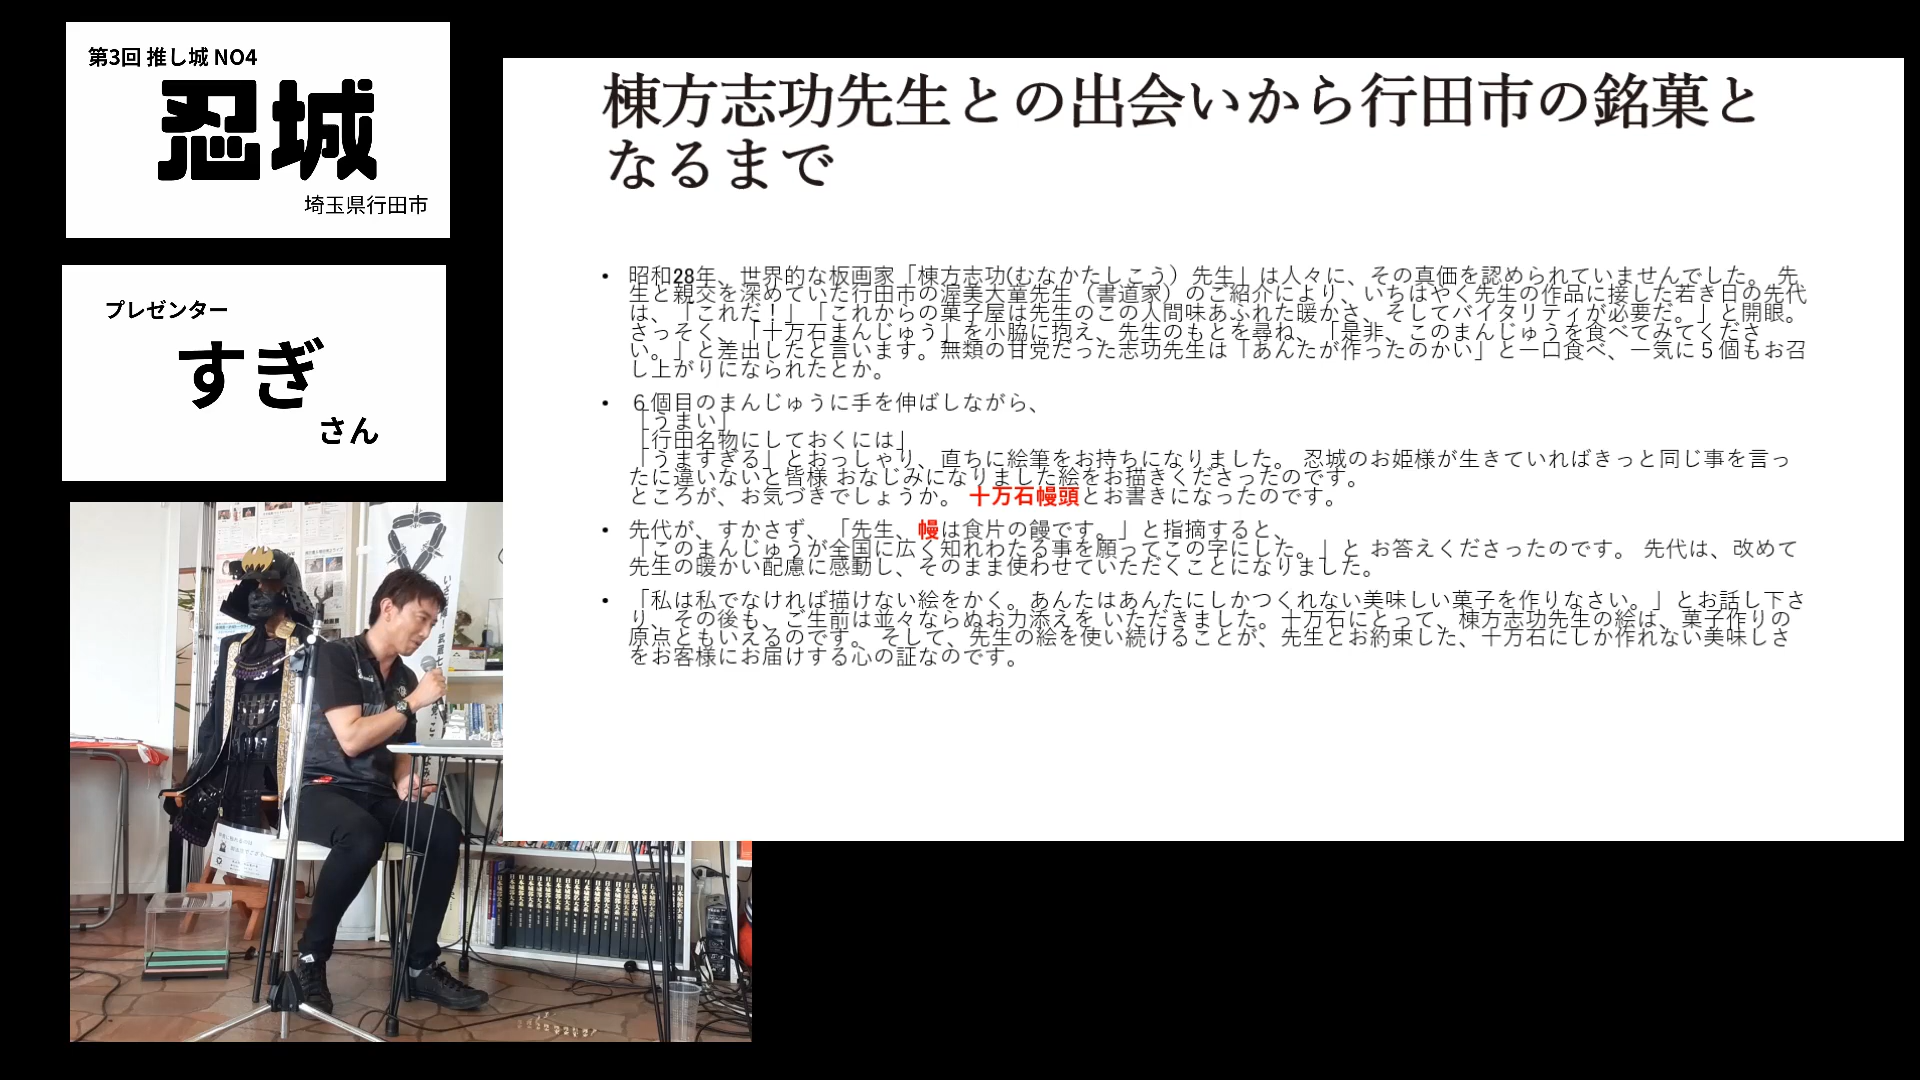 第3回 推し城 NO4
忍城
埼玉県行田市
プレゼンター
すぎ
さん
棟方志功先生との出会いから行田市の銘菓と
なるまで
• 昭和28年、世界的な板画家「棟方志功(むなかたしこう）先生」は人々に、その真価を認められていませんでした。 先
生と親交を深めていた行田市の渥美大童先生（書道家）のご紹介により、いちはやく先生の作品に接した若き日の先代
は、「これだ！」「これからの菓子屋は先生のこの人間味あふれた暖かさ、そしてバイタリティが必要だ。」と開眼。
さっそく、「十万石まんじゅう」を小脇に抱え、先生のもとを尋ね、「是非、このまんじゅうを食べてみてくださ
い。」と差出したと言います。無類の甘党だった志功先生は「あんたが作ったのかい」と一口食べ、一気に５個もお召
し上がりになられたとか。
• ６個目のまんじゅうに手を伸ばしながら、
「うまい」
「行田名物にしておくには」
「うますぎる」とおっしゃり、直ちに絵筆をお持ちになりました。 忍城のお姫様が生きていればきっと同じ事を言っ
たに違いないと皆様 おなじみになりました絵をお描きくださったのです。
ところが、お気づきでしょうか。 十万石幔頭とお書きになったのです。
• 先代が、すかさず、「先生、幔は食片の饅です。」と指摘すると、
「このまんじゅうが全国に広く知れわたる事を願ってこの字にした。」と お答えくださったのです。 先代は、改めて
先生の暖かい配慮に感動し、そのまま使わせていただくことになりました。
• 「私は私でなければ描けない絵をかく。あんたはあんたにしかつくれない美味しい菓子を作りなさい。」とお話し下さ
り、その後も、ご生前は並々ならぬお力添えを いただきました。十万石にとって、棟方志功先生の絵は、菓子作りの
原点ともいえるのです。 そして、先生の絵を使い続けることが、先生とお約束した、十万石にしか作れない美味しさ
をお客様にお届けする心の証なのです。
日本城郭大系